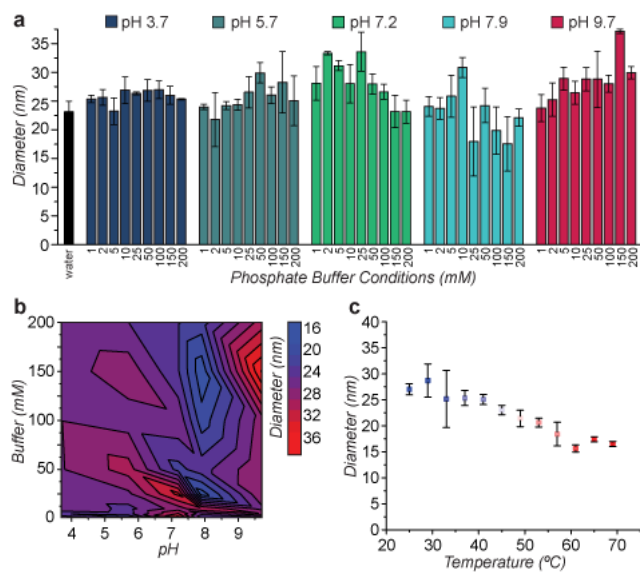 a
pH 3.7 pH 5.7 pH 7.2 pH 7.9 pH 9.7
Diameter (nm)
35
30
25
20
15
10
5
0
water 1 2 5 10 25 50 100 150 200 1 2 5 10 25 50 100 150 200 1 2 5 10 25 50 100 150 200 1 2 5 10 25 50 100 150 200 1 2 5 10 25 50 100 150 200
Phosphate Buffer Conditions (mM)
b
Buffer (mM)
200
150
100
50
0
4 5 6 7 8 9
pH
Diameter (nm)
16
20
24
28
32
36
c
Diameter (nm)
40
35
30
25
20
15
10
5
0
20 30 40 50 60 70
Temperature (ºC)